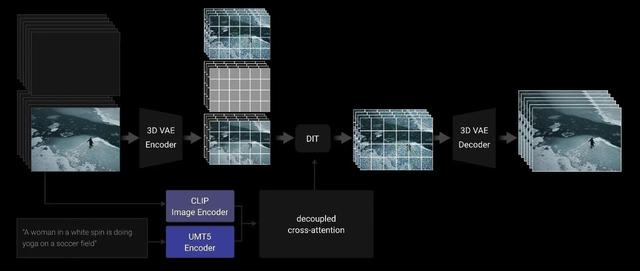 3D VAE
Encoder
DIT
3D VAE
Decoder
CLIP
Image Encoder
UMT5
Encoder
decoupled
cross-attention
"A woman in a white spin is doing
yoga on a soccer field"